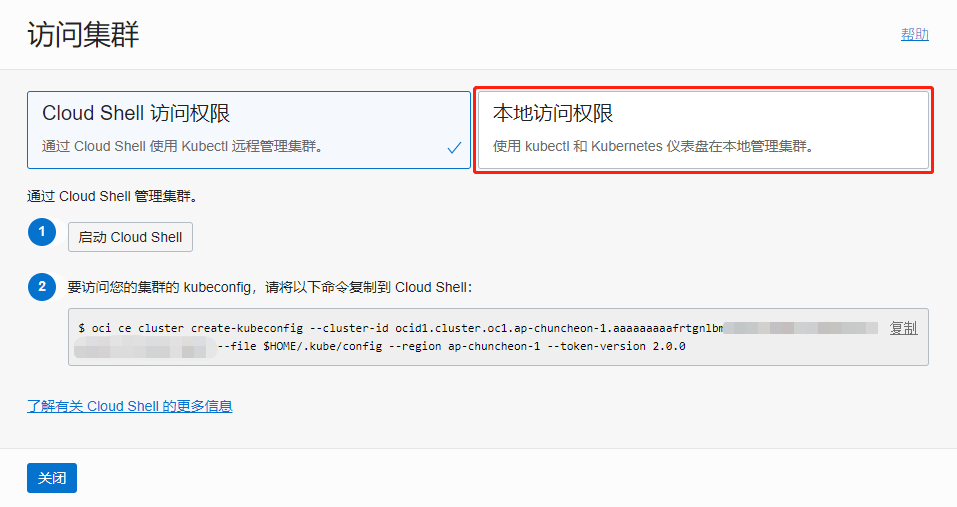 访问集群
帮助
Cloud Shell 访问权限
通过 Cloud Shell 使用 Kubectl 远程管理集群。
本地访问权限
使用 kubectl 和 Kubernetes 仪表盘在本地管理集群。
通过 Cloud Shell 管理集群。
1
启动 Cloud Shell
2
要访问您的集群的 kubeconfig，请将以下命令复制到 Cloud Shell：
$ oci ce cluster create-kubeconfig --cluster-id ocid1.cluster.oc1.ap-chuncheon-1.aaaaaaaaafrtgnlbm
复制
--file $HOME/.kube/config --region ap-chuncheon-1 --token-version 2.0.0
了解有关 Cloud Shell 的更多信息
关闭